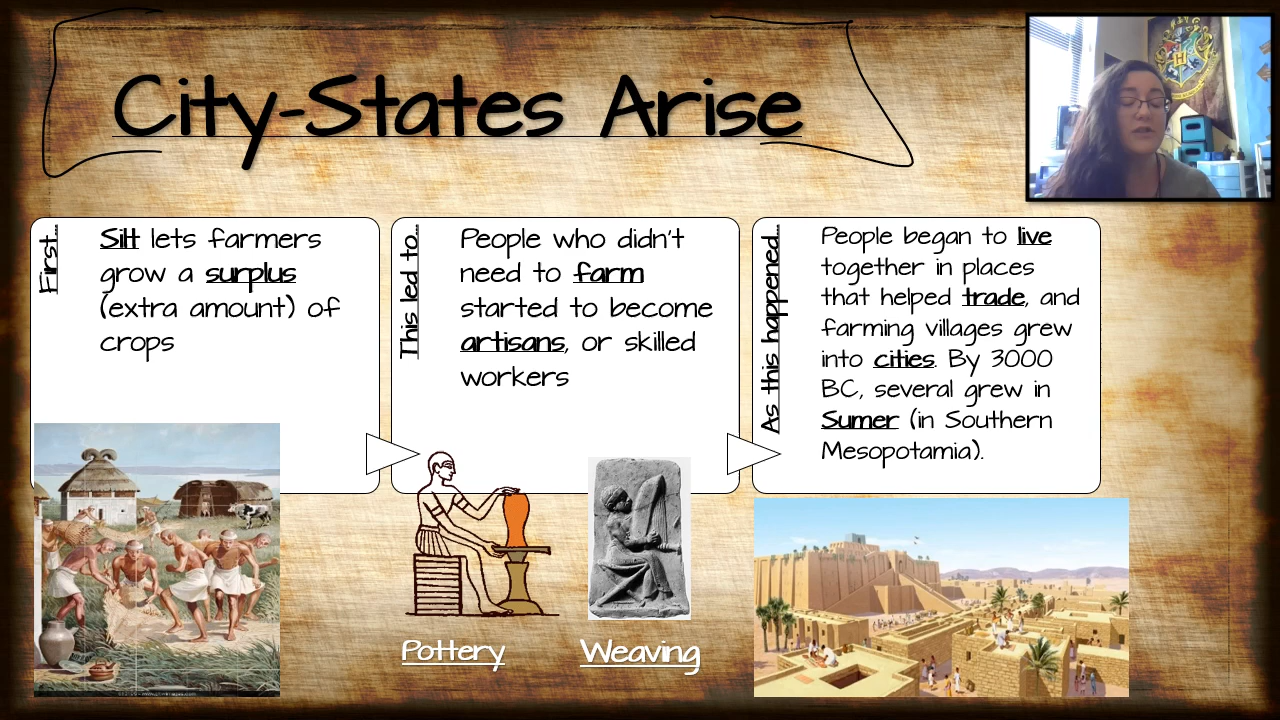 City-States Arise
First...
Silt lets farmers
grow a surplus
(extra amount) of
crops
This led to...
People who didn't
need to farm
started to become
artisans, or skilled
workers
As this happened...
People began to live
together in places
that helped trade, and
farming villages grew
into cities. By 3000
BC, several grew in
Sumer (in Southern
Mesopotamia).
Pottery
Weaving